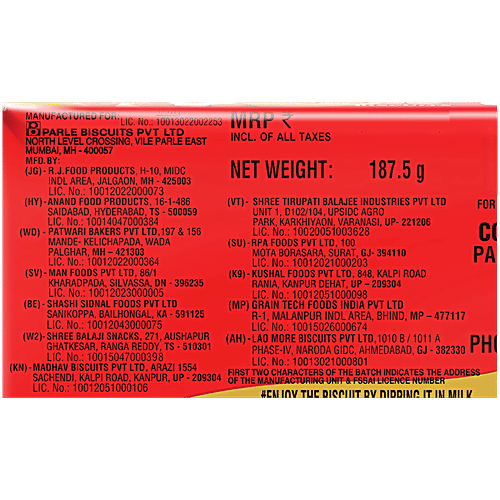 MANUFACTURED FOR:
LIC. No.: 10013022002253
PARLE BISCUITS PVT LTD
NORTH LEVEL CROSSING, VILE PARLE EAST
MUMBAI, MH - 400057
MFD. BY:
(JG) - R.J.FOOD PRODUCTS, H-10, MIDC
INDL AREA, JALGAON, MH - 425003
LIC. No.: 10012022000073
(HY) - ANAND FOOD PRODUCTS, 16-1-486
SAIDABAD, HYDERABAD, TS - 500059
LIC. No.: 10014047000384
(WD) - PATWARI BAKERS PVT LTD,197 & 156
MANDE- KELICHAPADA, WADA
PALGHAR, MH – 421303
LIC. No.: 10012022000364
(SV) - MAN FOODS PVT LTD, 86/1
KHARADPADA, SILVASSA, DN -396235
LIC. No.: 10012023000005
(BE) - SHASHI SIGNAL FOODS PVT LTD
SANIKOPPA, BAILHONGAL, KA - 591125
LIC. No.: 10012043000075
(W2) - SHREE BALAJI SNACKS, 271, AUSHAPUR
GHATKESAR, RANGA REDDY, TS - 510301
LIC. No.: 10015047000398
(KN) - MADHAV BISCUITS PVT LTD, ARAZI 1554
SACHENDI, KALPI ROAD, KANPUR, UP - 209304
LIC. No.: 10012051000106
MRP ₹
INCL. OF ALL TAXES
NET WEIGHT: 187.5 g
(VT) - SHREE TIRUPATI BALAJEE INDUSTRIES PVT LTD
UNIT 1, D102/104, UPSIDC AGRO
PARK, KARKHIYAON, VARANASI, UP- 221206
LIC. No.: 10020051003628
(SU) - RPA FOODS PVT LTD, 100
MOTA BORASARA, SURAT, GJ -394110
LIC. No.: 10012021000203
(K9) - KUSHAL FOODS PVT LTD, 848, KALPI ROAD
RANIA, KANPUR DEHAT, UP – 209304
LIC. No.: 10012051000098
(MP) GRAIN TECH FOODS INDIA PVT LTD
R-1, MALANPUR INDL AREA, BHIND, MP – 477117
LIC. No.: 10015026000674
(AH) - LAO MORE BISCUITS PVT LTD, 1010 B / 1011 A
PHASE-IV, NARODA GIDC, AHMEDABAD, GJ - 382330
LIC. No.: 10013021000801
FIRST TWO CHARACTERS OF THE BATCH INDICATES THE ADDRESS
OF THE MANUFACTURING UNIT & FSSAI LICENCE NUMBER
#ENJOY THE BISCUIT BY DIPPING IT IN MILK
FOR
CO
PA
PHO